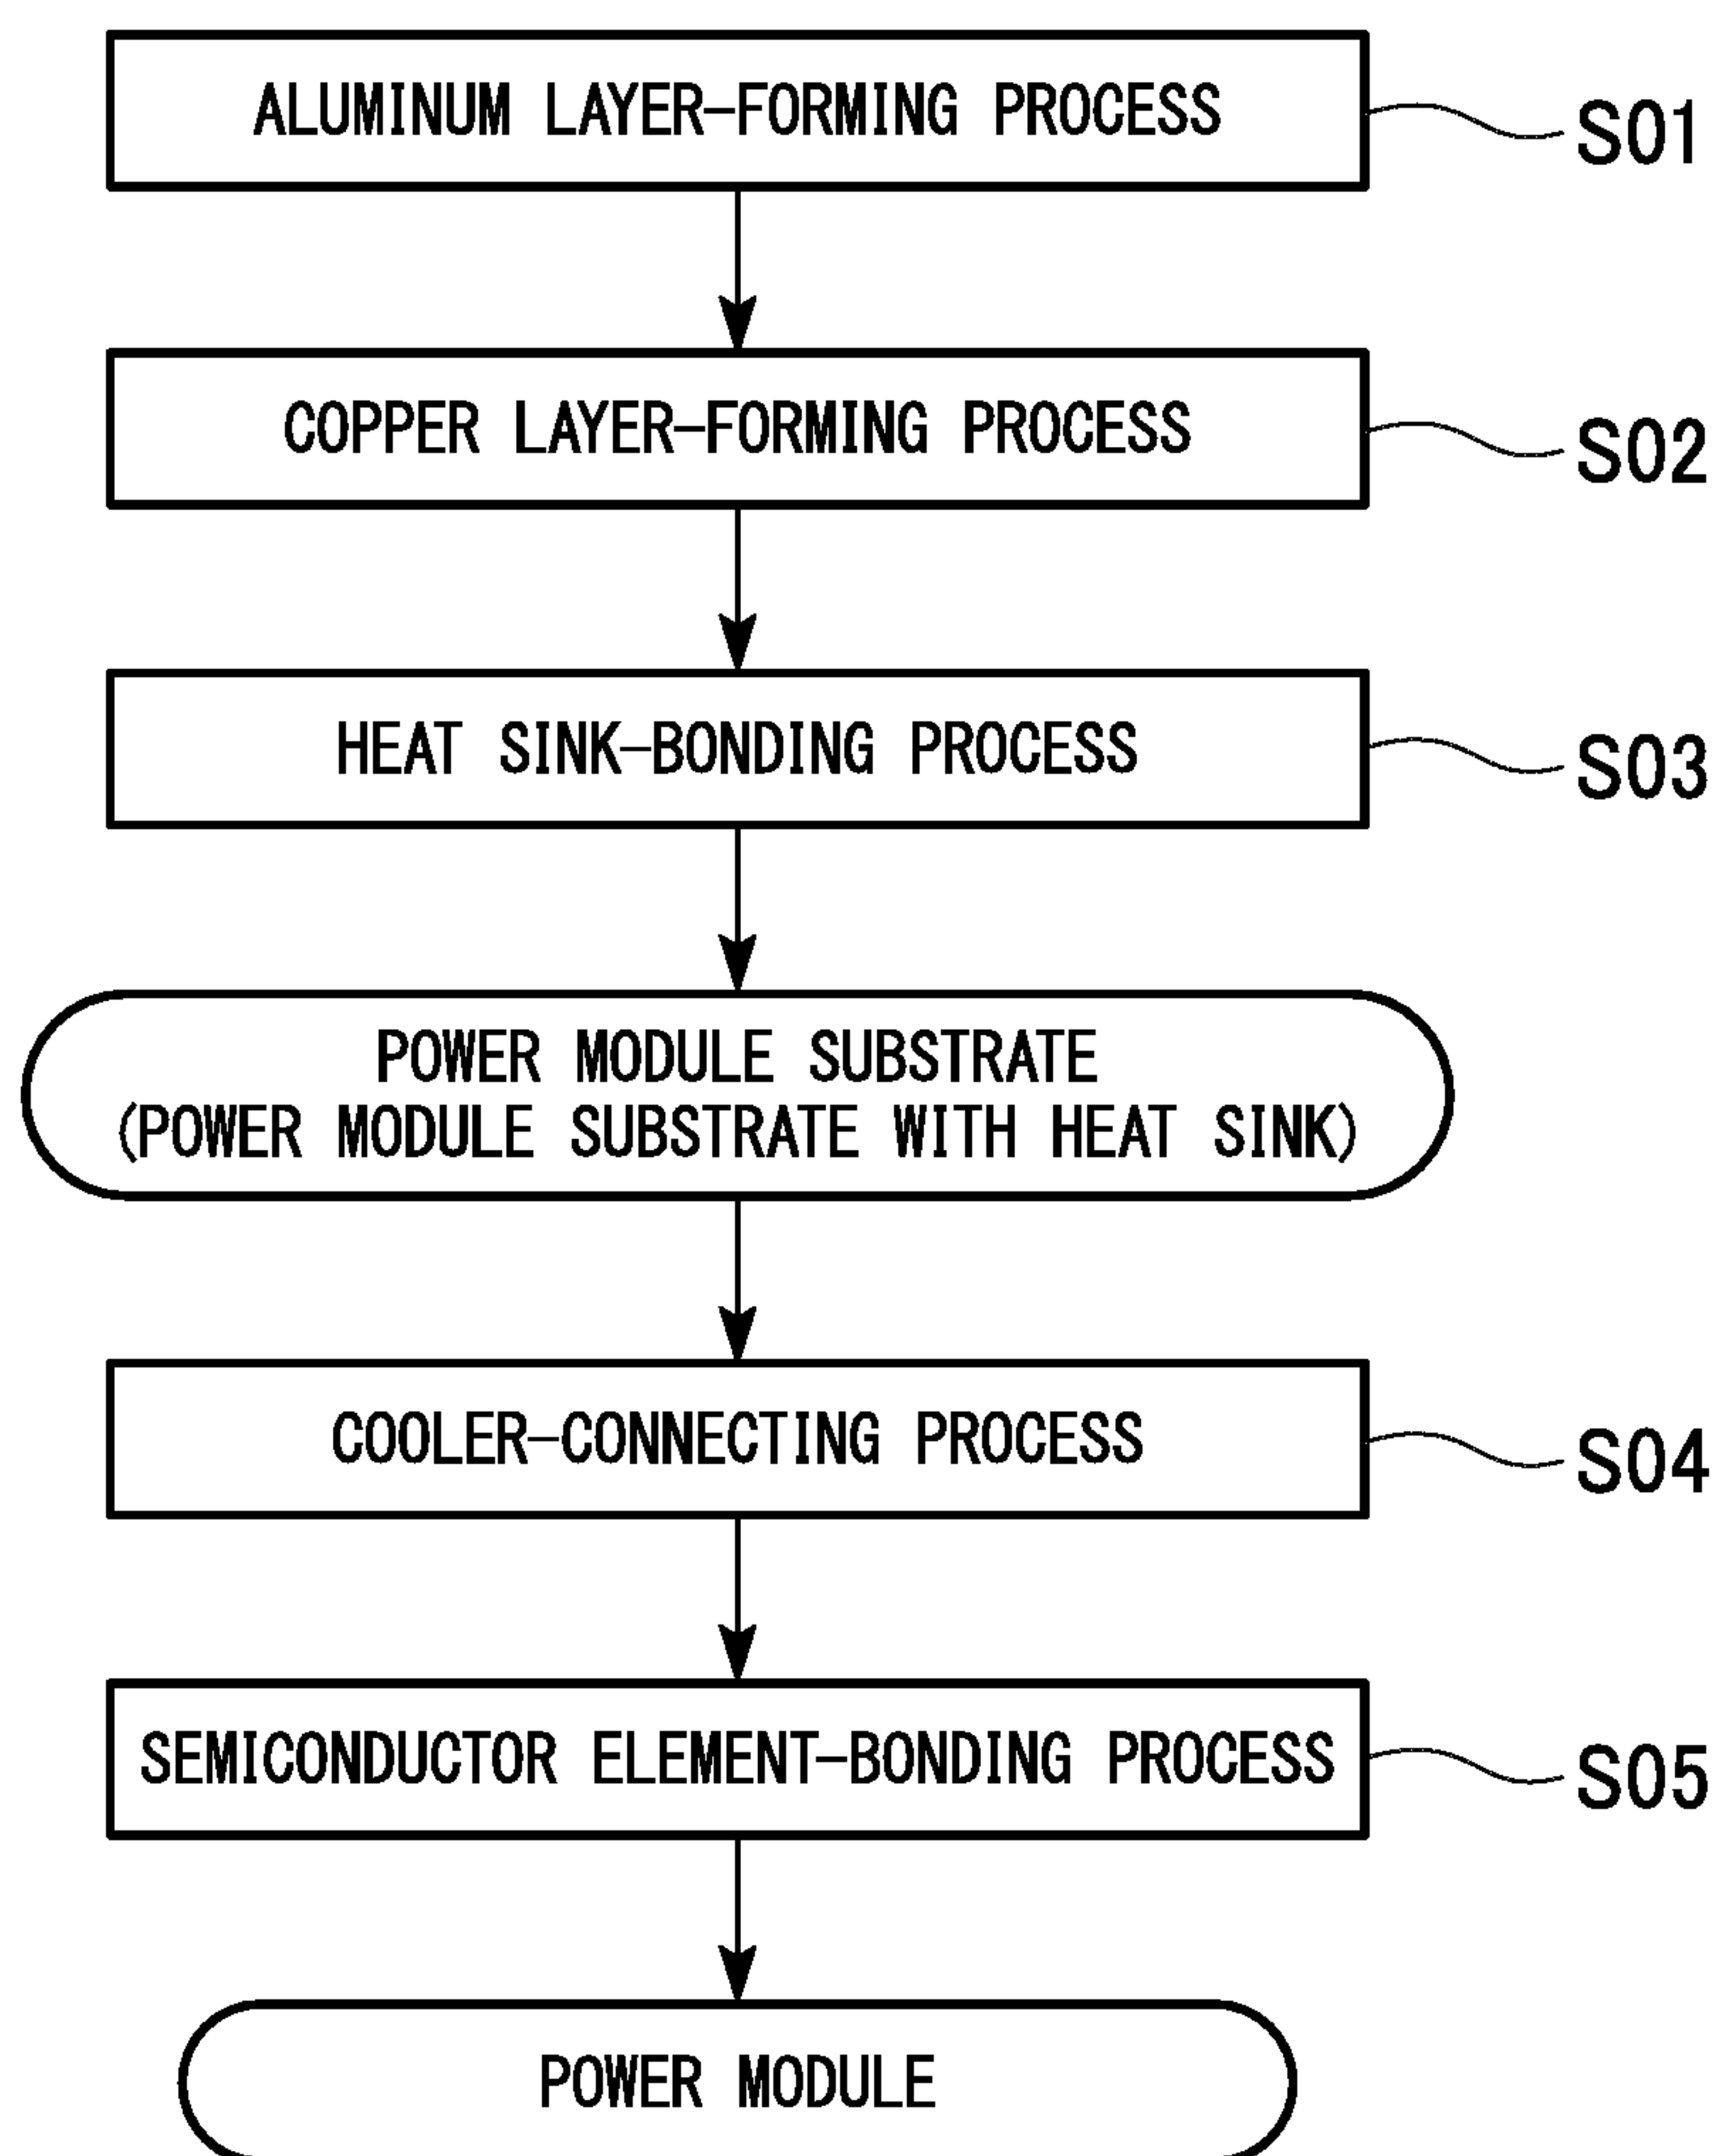 ALUMINUM LAYER-FORMING PROCESS
S01
COPPER LAYER-FORMING PROCESS
S02
HEAT SINK-BONDING PROCESS
S03
POWER MODULE SUBSTRATE
(POWER MODULE SUBSTRATE WITH HEAT SINK)
COOLER-CONNECTING PROCESS
S04
SEMICONDUCTOR ELEMENT-BONDING PROCESS
S05
POWER MODULE